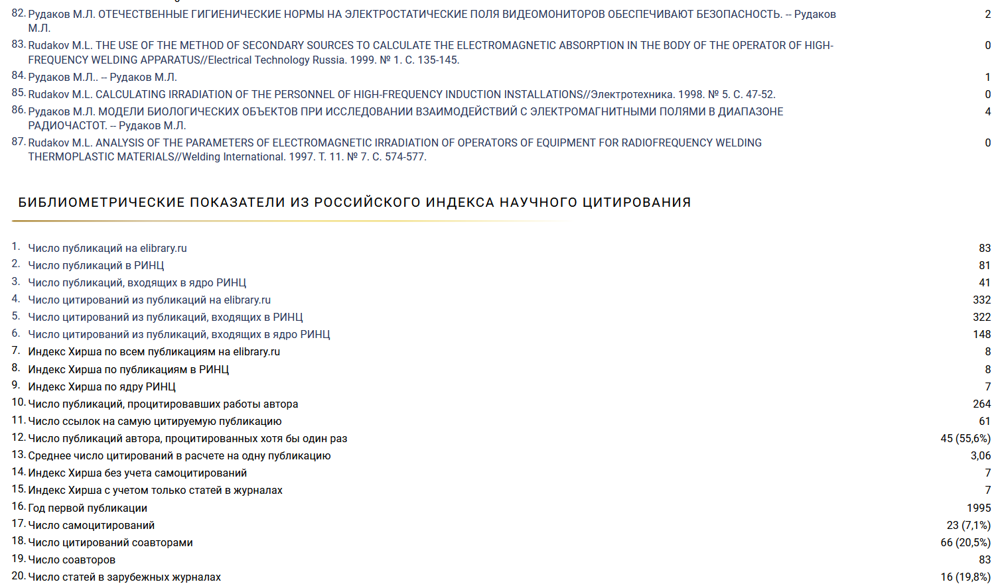 82. Рудаков М.Л. ОТЕЧЕСТВЕННЫЕ ГИГИЕНИЧЕСКИЕ НОРМЫ НА ЭЛЕКТРОСТАТИЧЕСКИЕ ПОЛЯ ВИДЕОМОНИТОРОВ ОБЕСПЕЧИВАЮТ БЕЗОПАСНОСТЬ. -- Рудаков 2
М.Л.
83. Rudakov M.L. THE USE OF THE METHOD OF SECONDARY SOURCES TO CALCULATE THE ELECTROMAGNETIC ABSORPTION IN THE BODY OF THE OPERATOR OF HIGH- 0
FREQUENCY WELDING APPARATUS//Electrical Technology Russia. 1999. № 1. С. 135-145.
84. Рудаков М.Л.. -- Рудаков М.Л. 1
85. Rudakov M.L. CALCULATING IRRADIATION OF THE PERSONNEL OF HIGH-FREQUENCY INDUCTION INSTALLATIONS//Электротехника. 1998. № 5. С. 47-52. 0
86. Рудаков М.Л. МОДЕЛИ БИОЛОГИЧЕСКИХ ОБЪЕКТОВ ПРИ ИССЛЕДОВАНИИ ВЗАИМОДЕЙСТВИЙ С ЭЛЕКТРОМАГНИТНЫМИ ПОЛЯМИ В ДИАПАЗОНЕ 4
РАДИОЧАСТОТ. -- Рудаков М.Л.
87. Rudakov M.L. ANALYSIS OF THE PARAMETERS OF ELECTROMAGNETIC IRRADIATION OF OPERATORS OF EQUIPMENT FOR RADIOFREQUENCY WELDING 0
THERMOPLASTIC MATERIALS//Welding International. 1997. Т. 11. № 7. С. 574-577.
БИБЛИОМЕТРИЧЕСКИЕ ПОКАЗАТЕЛИ ИЗ РОССИЙСКОГО ИНДЕКСА НАУЧНОГО ЦИТИРОВАНИЯ
1. Число публикаций на elibrary.ru 83
2. Число публикаций в РИНЦ 81
3. Число публикаций, входящих в ядро РИНЦ 41
4. Число цитирований из публикаций на elibrary.ru 332
5. Число цитирований из публикаций, входящих в РИНЦ 322
6. Число цитирований из публикаций, входящих в ядро РИНЦ 148
7. Индекс Хирша по всем публикациям на elibrary.ru 8
8. Индекс Хирша по публикациям в РИНЦ 8
9. Индекс Хирша по ядру РИНЦ 7
10. Число публикаций, процитировавших работы автора 264
11. Число ссылок на самую цитируемую публикацию 61
12. Число публикаций автора, процитированных хотя бы один раз 45 (55,6%)
13. Среднее число цитирований в расчете на одну публикацию 3,06
14. Индекс Хирша без учета самоцитирований 7
15. Индекс Хирша с учетом только статей в журналах 7
16. Год первой публикации 1995
17. Число самоцитирований 23 (7,1%)
18. Число цитирований соавторами 66 (20,5%)
19. Число соавторов 83
20. Число статей в зарубежных журналах 16 (19,8%)